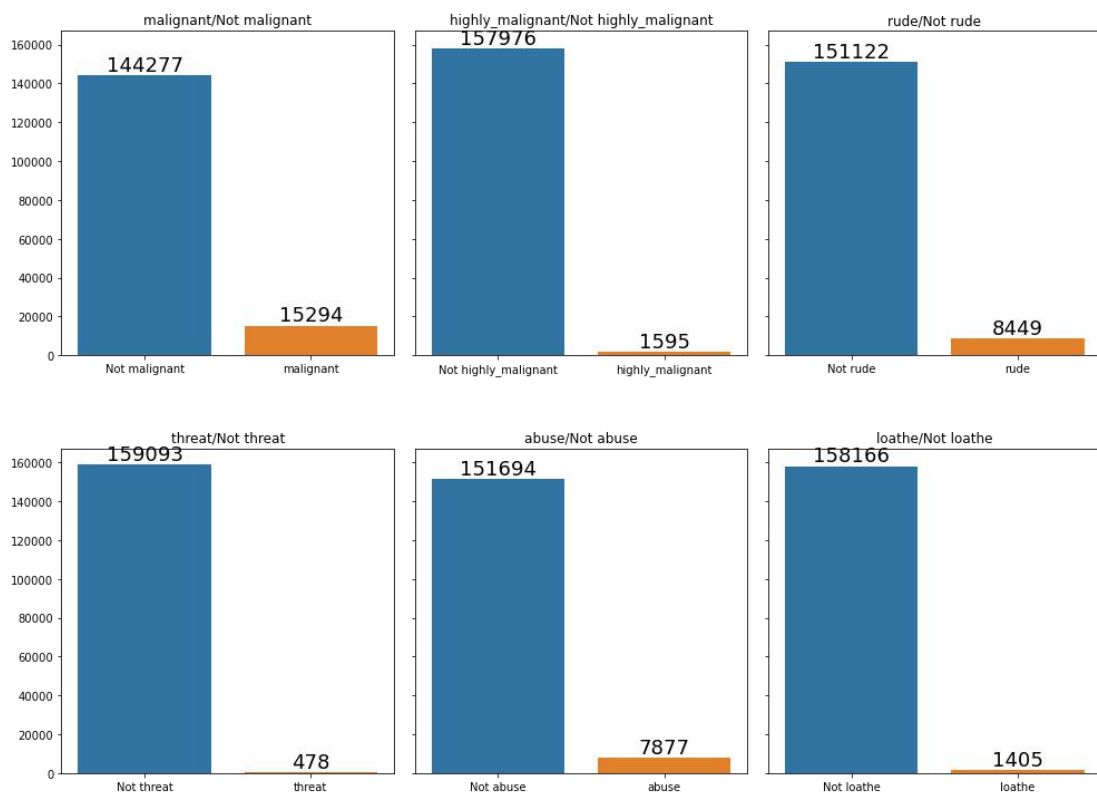 malignant/Not malignant highly_malignant/Not highly_malignant rude/Not rude
160000
144277 157976 151122
140000
120000
100000
80000
60000
40000
20000
15294 1595 8449
0
Not malignant malignant Not highly_malignant highly_malignant Not rude rude
threat/Not threat abuse/Not abuse loathe/Not loathe
159093 151694 158166
160000
140000
120000
100000
80000
60000
40000
20000
478 7877 1405
0
Not threat threat Not abuse abuse Not loathe loathe